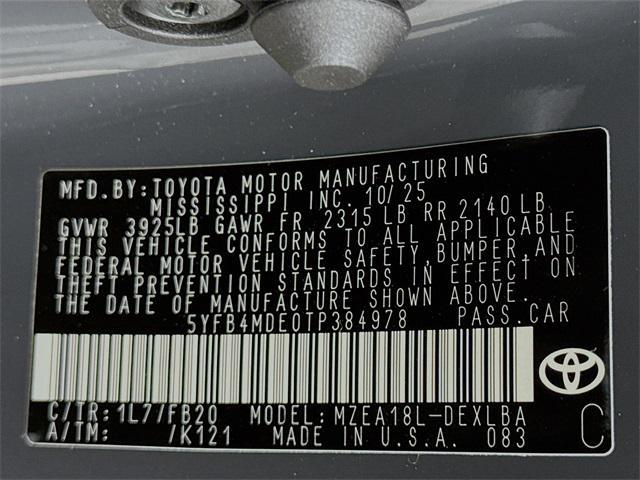 MFD.BY:TOYOTA MOTOR MANUFACTURING
MISSISSIPPI INC. 10/25
GVWR 3925LB GAWR FR 2315 LB RR 2140 LB
THIS VEHICLE CONFORMS TO ALL APPLICABLE
FEDERAL MOTOR VEHICLE SAFETY,BUMPER,AND
THEFT PREVENTION STANDARDS IN EFFECT ON
THE DATE OF MANUFACTURE SHOWN ABOVE.
5YFB4MDE0TP384978 PASS.CAR
C/TR: 1L7/FB20 MODEL: MZEA18L-DEXLBA
A/TM: /K121 MADE IN U.S.A. 083 C